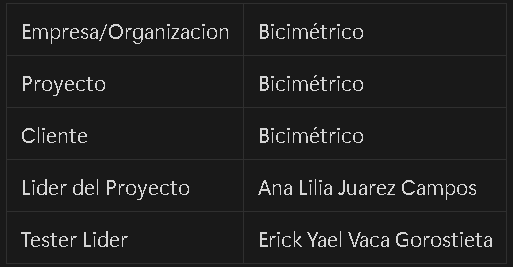 Empresa/Organizacion Bicimétrico
Proyecto Bicimétrico
Cliente Bicimétrico
Lider del Proyecto Ana Lilia Juarez Campos
Tester Lider Erick Yael Vaca Gorostieta